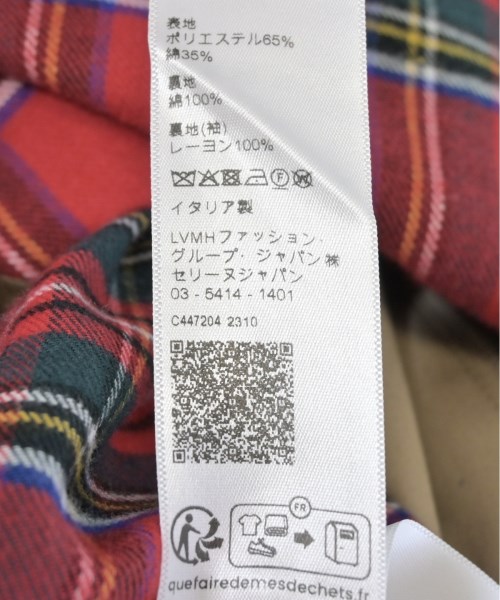 表地
ポリエステル65%
綿35%
裏地
綿100%
裏地(袖)
レーヨン100%
イタリア製
LVMHファッション・
グループ・ジャパン㈱
セリーヌジャパン
03-5414-1401
C447204 2310
FR
quefairedemesdechets.fr